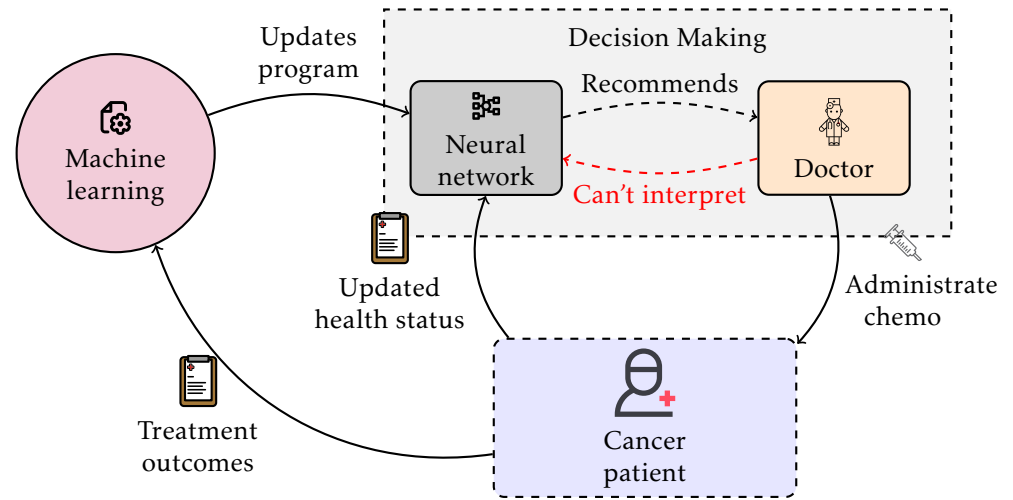 Updates
program
Decision Making
Recommends
Machine
learning
Neural
network
Doctor
Can't interpret
Updated
health status
Administrate
chemo
Treatment
outcomes
Cancer
patient